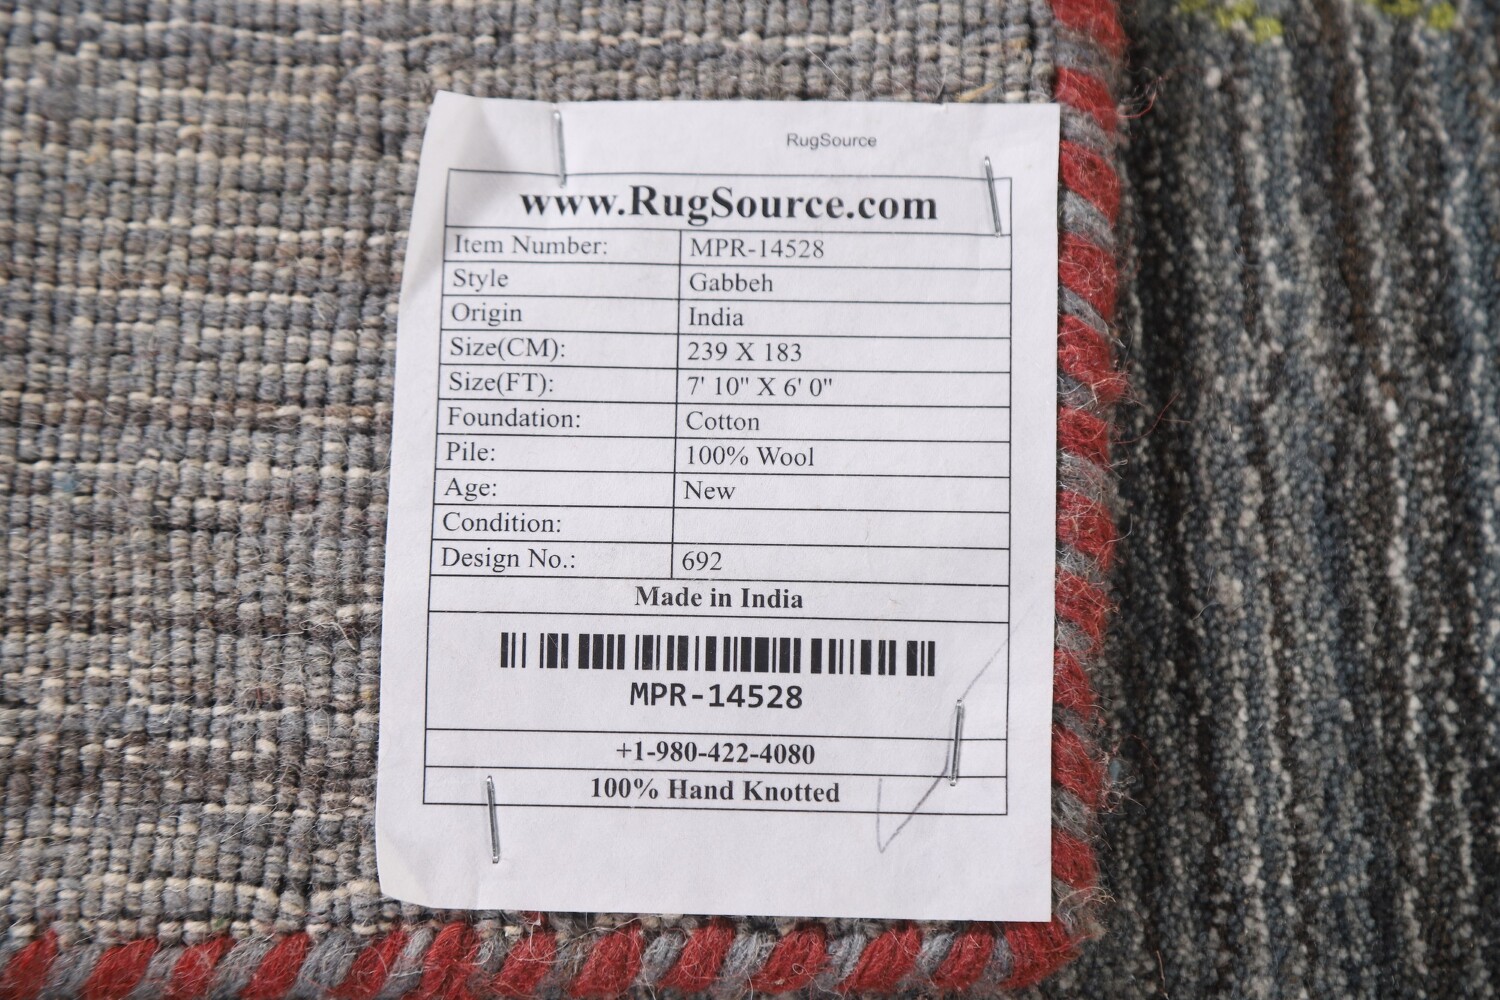 RugSource
www.RugSource.com
Item Number: MPR-14528
Style Gabbeh
Origin India
Size(CM): 239 X 183
Size(FT): 7' 10" X 6' 0"
Foundation: Cotton
Pile: 100% Wool
Age: New
Condition:
Design No.: 692
Made in India
MPR-14528
+1-980-422-4080
100% Hand Knotted